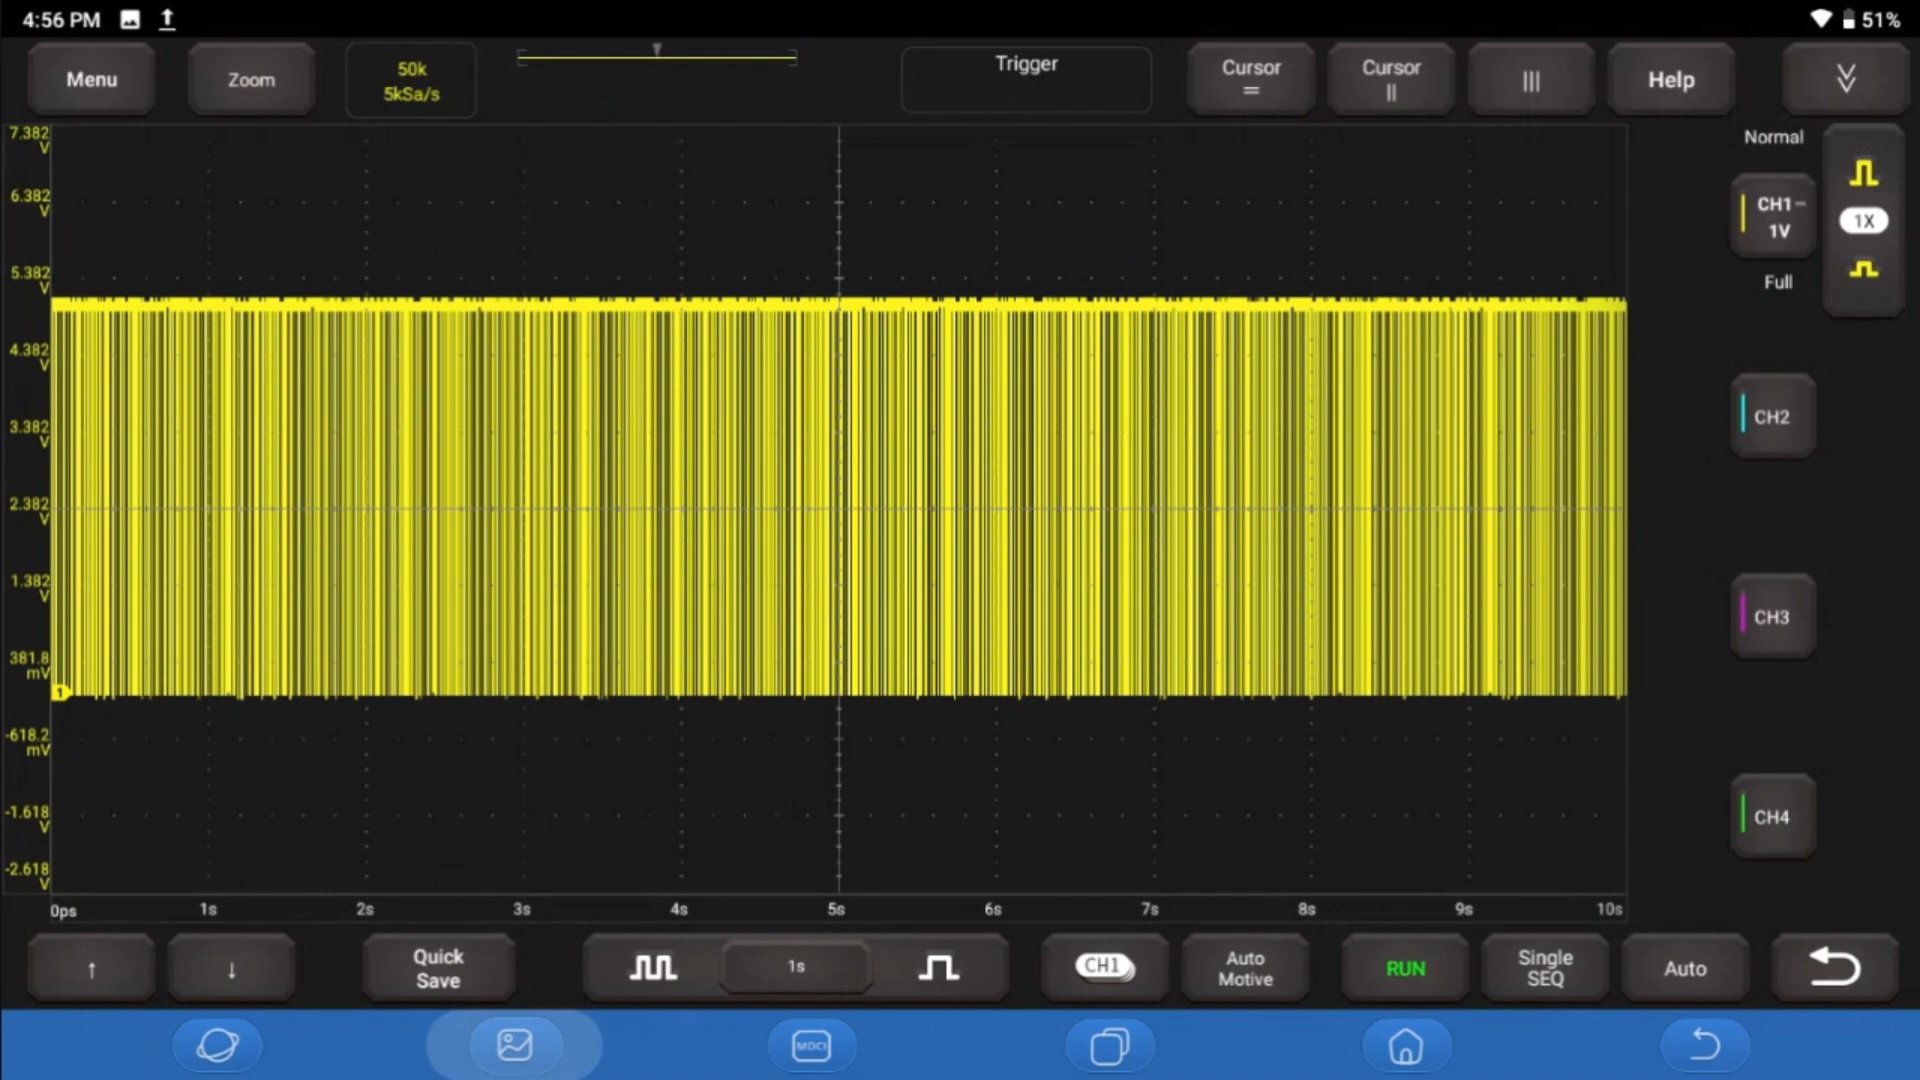 4:56 PM 51%
Menu Zoom 50k Trigger Cursor Cursor Help
5kSa/s
7.382
V
6.382
V
5.382
V
4.382
V
3.382
V
2.382
V
1.382
V
381.8
mV
1
-618.2
mV
-1.618
V
-2.618
V
0ps 1s 2s 3s 4s 5s 6s 7s 8s 9s 10s
Normal
CH1
1V
Full
1X
CH2
CH3
CH4
Quick
Save
1s
CH1
Auto
Motive
RUN
Single
SEQ
Auto
MDCI